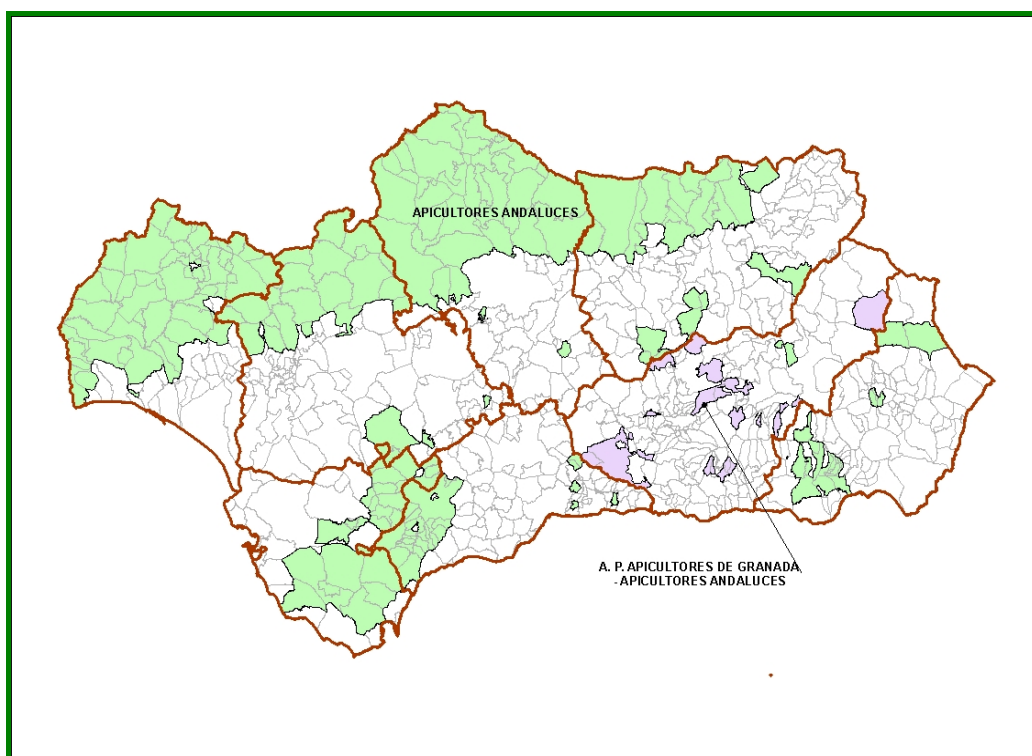 APICULTORES ANDALUCES
A. P. APICULTORES DE GRANADA
- APICULTORES ANDALUCES